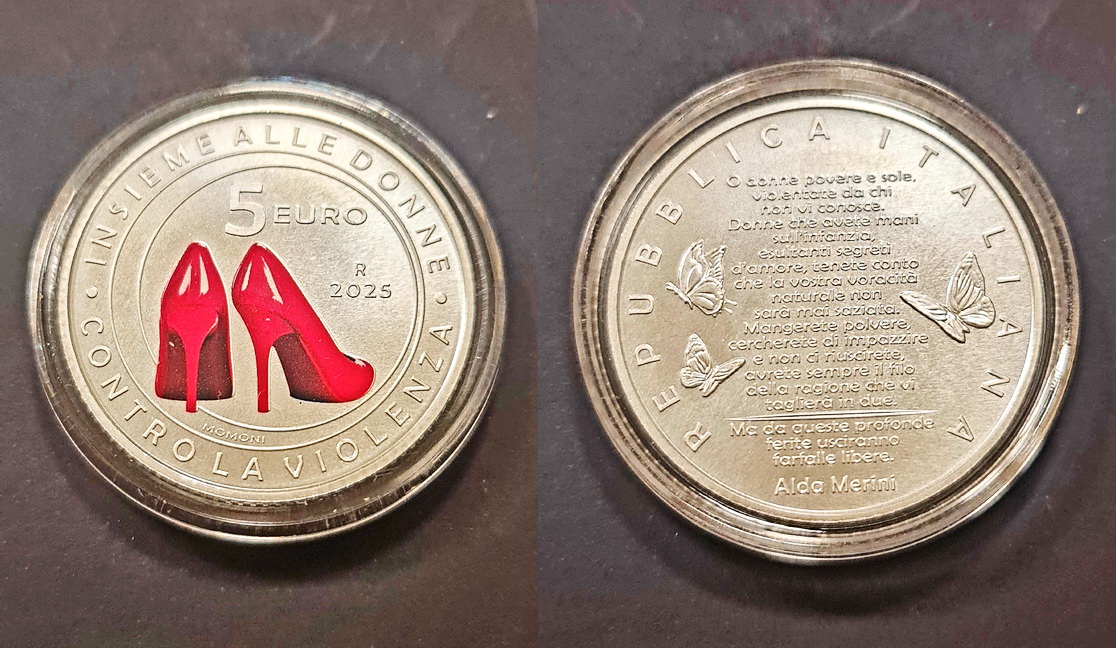 INSIEME ALLE DONNE
5 EURO
R
2025
MOMONI
• CONTRO LA VIOLENZA •
REPUBBLICA ITALIANA
O donne povere e sole,
violentate da chi
non vi conosce.
Donne che avete mani
sull'infanzia,
esultanti segreti
d'amore, tenete conto
che la vostra voracità
naturale non
sarà mai saziata.
Mangerete polvere,
cercherete di impazzire
e non ci riuscirete,
avrete sempre il filo
della ragione che vi
taglierà in due.
Ma da queste profonde
ferite usciranno
farfalle libere.
Alda Merini